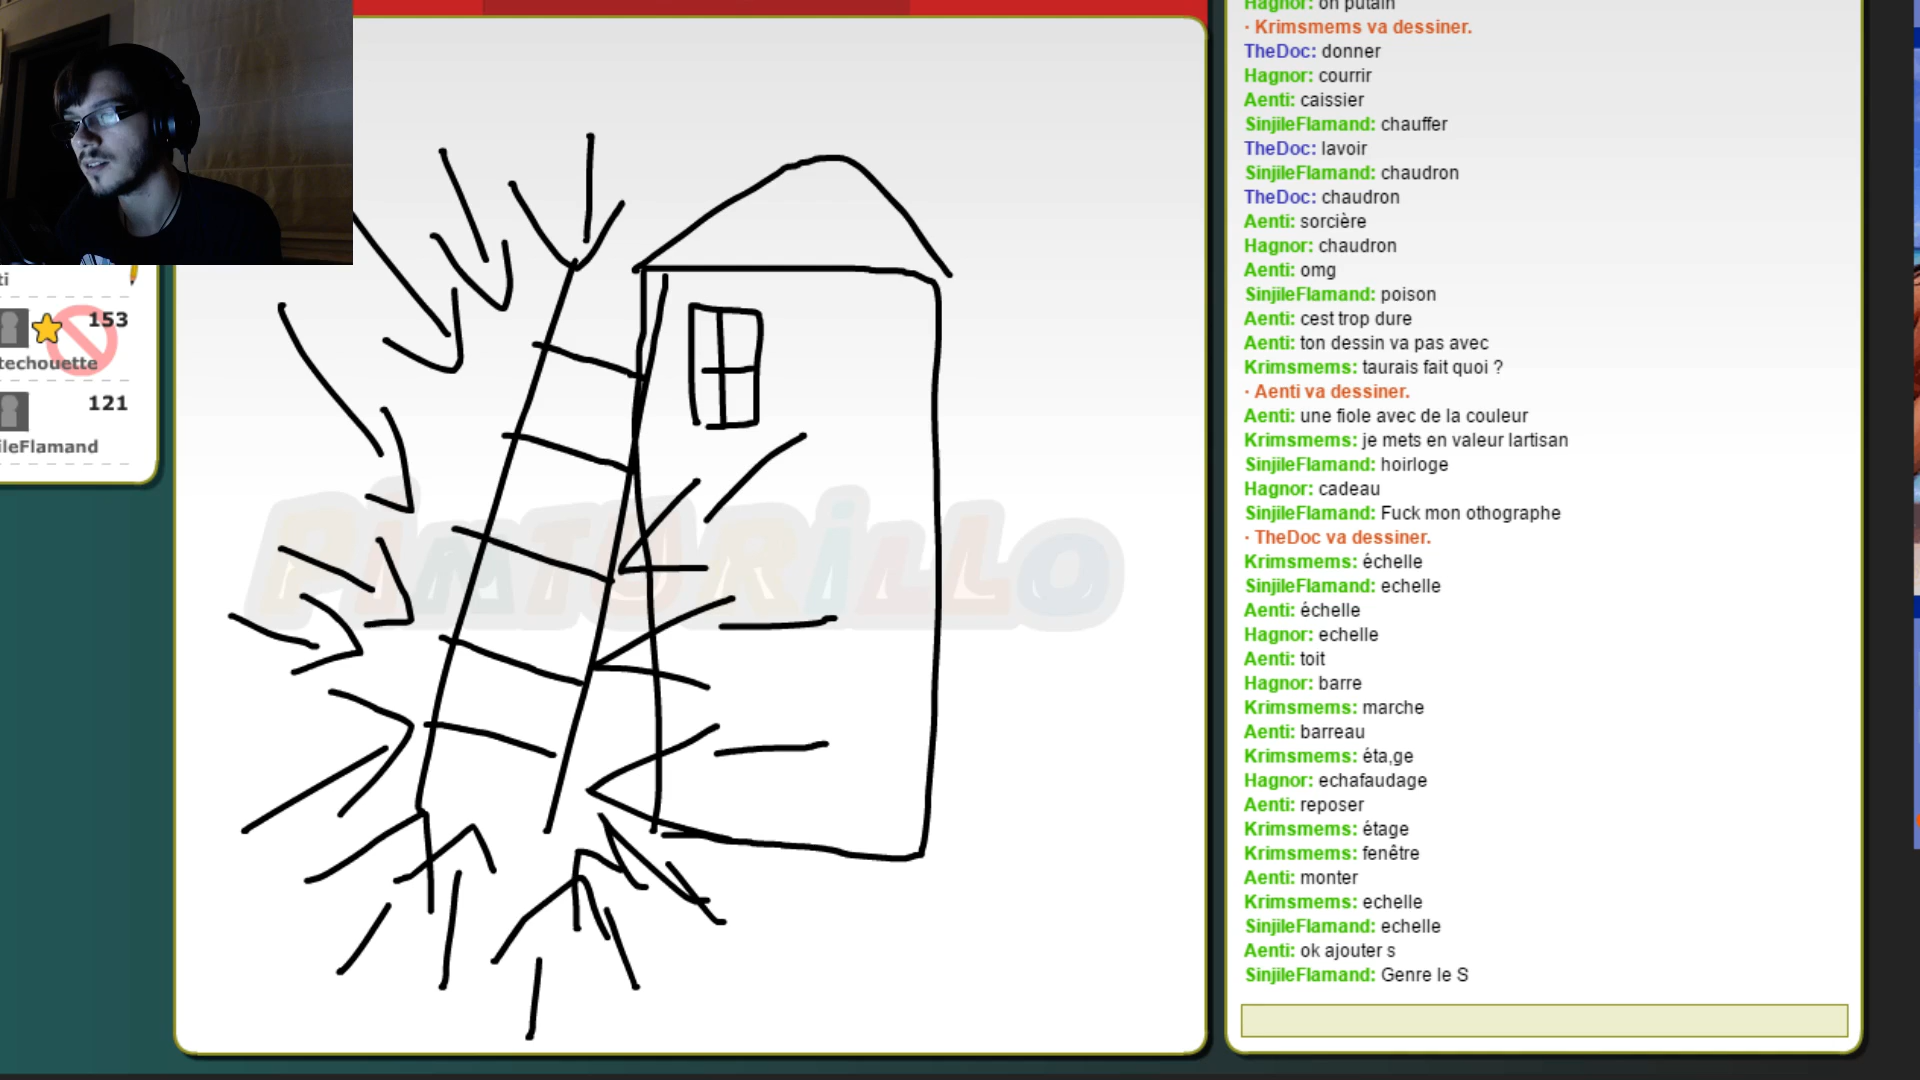 Hagnor: oh putain
· Krimsmems va dessiner.
TheDoc: donner
Hagnor: courrir
Aenti: caissier
SinjileFlamand: chauffer
TheDoc: lavoir
SinjileFlamand: chaudron
TheDoc: chaudron
Aenti: sorcière
Hagnor: chaudron
Aenti: omg
SinjileFlamand: poison
Aenti: cest trop dure
Aenti: ton dessin va pas avec
Krimsmems: taurais fait quoi ?
· Aenti va dessiner.
Aenti: une fiole avec de la couleur
Krimsmems: je mets en valeur lartisan
SinjileFlamand: hoirloge
Hagnor: cadeau
SinjileFlamand: Fuck mon othographe
· TheDoc va dessiner.
Krimsmems: échelle
SinjileFlamand: echelle
Aenti: échelle
Hagnor: echelle
Aenti: toit
Hagnor: barre
Krimsmems: marche
Aenti: barreau
Krimsmems: éta,ge
Hagnor: echafaudage
Aenti: reposer
Krimsmems: étage
Krimsmems: fenêtre
Aenti: monter
Krimsmems: echelle
SinjileFlamand: echelle
Aenti: ok ajouter s
SinjileFlamand: Genre le S
ti
153
techouette
121
ileFlamand
PiNTURiLLO